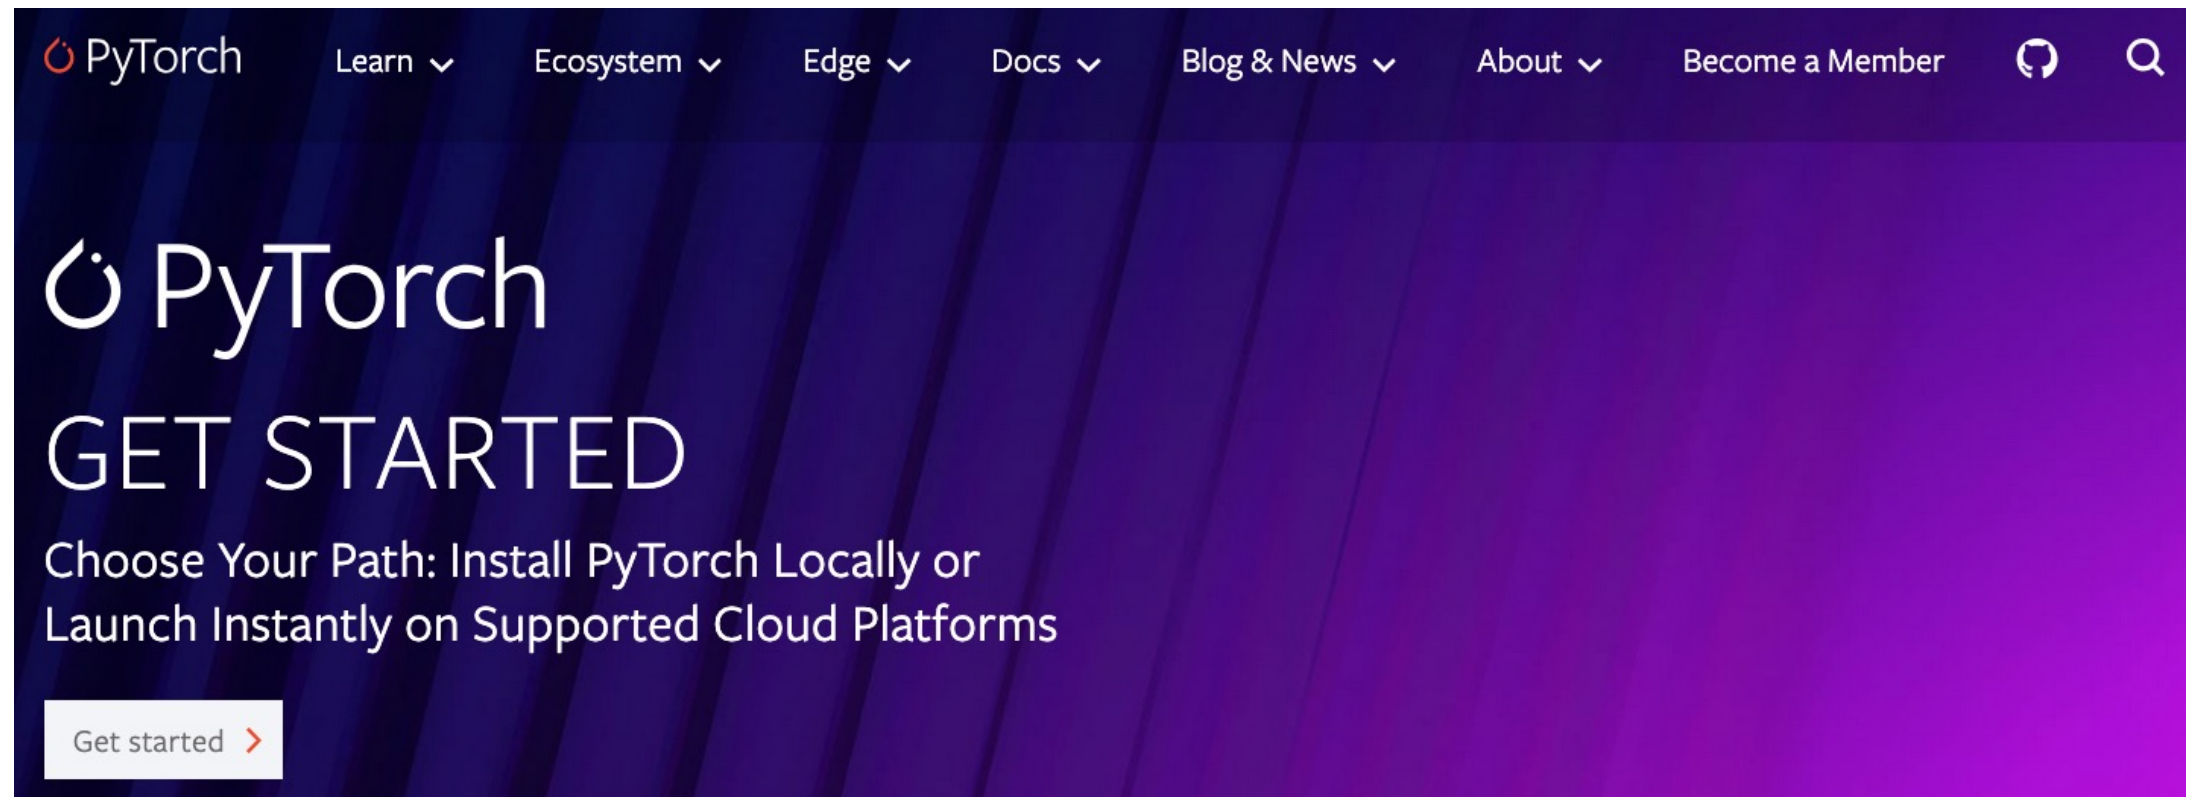 PyTorch Learn Ecosystem Edge Docs Blog & News About Become a Member
PyTorch
GET STARTED
Choose Your Path: Install PyTorch Locally or
Launch Instantly on Supported Cloud Platforms
Get started